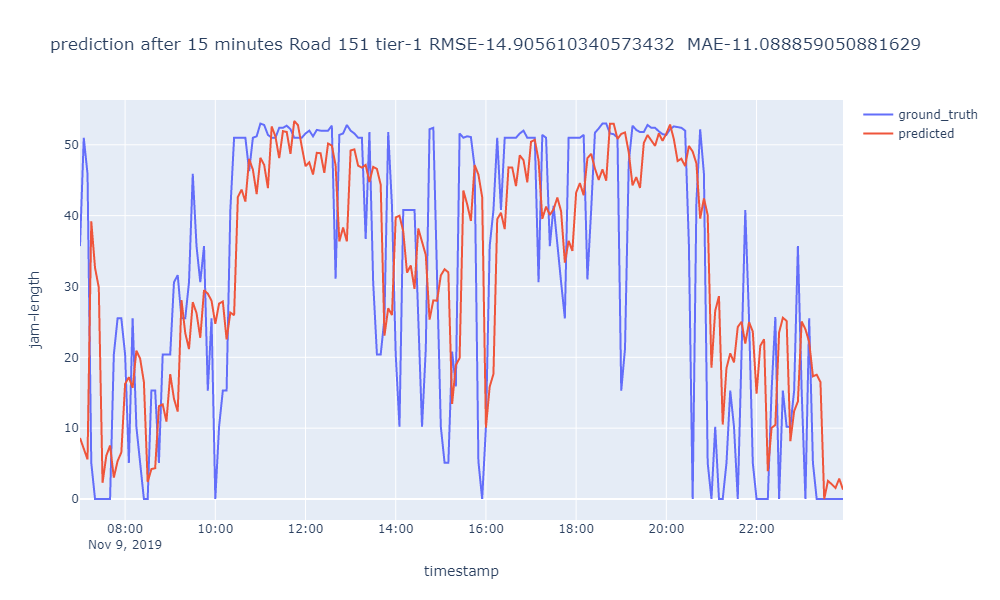 prediction after 15 minutes Road 151 tier-1 RMSE-14.905610340573432  MAE-11.088859050881629
ground_truth
predicted
jam-length
50
40
30
20
10
0
08:00 10:00 12:00 14:00 16:00 18:00 20:00 22:00
Nov 9, 2019
timestamp